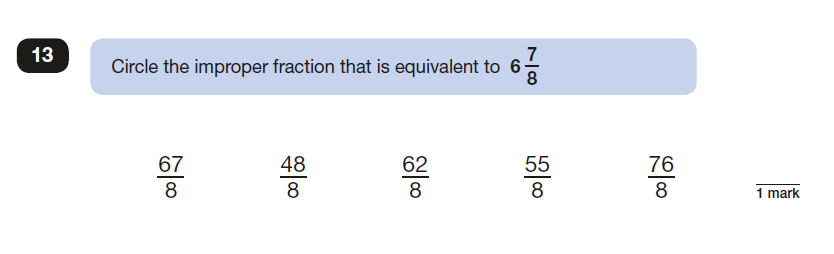 13
Circle the improper fraction that is equivalent to 6 7/8
67/8 48/8 62/8 55/8 76/8
1 mark